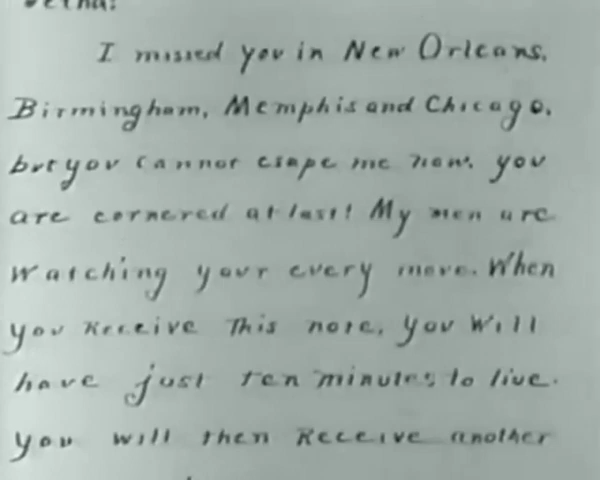 I missed you in New Orleans,
Birmingham, Memphis and Chicago,
but you cannot esape me now. you
are cornered at last! My men are
watching your every move. When
you Receive This note, you will
have just ten minutes to live.
you will then Receive another